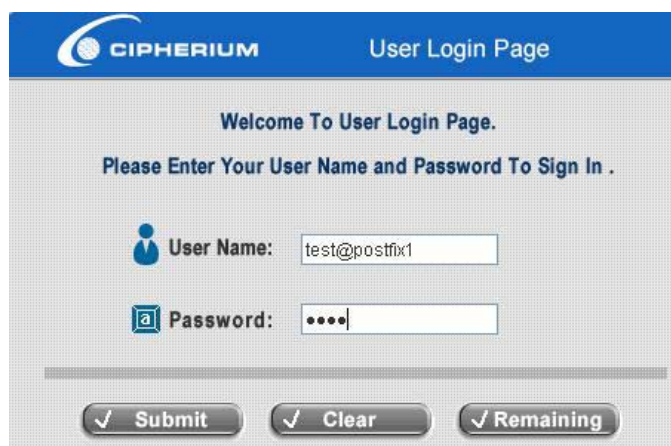 CIPHERIUM
User Login Page
Welcome To User Login Page.
Please Enter Your User Name and Password To Sign In .
User Name: test@postfix1
a Password: ••••
Submit Clear Remaining